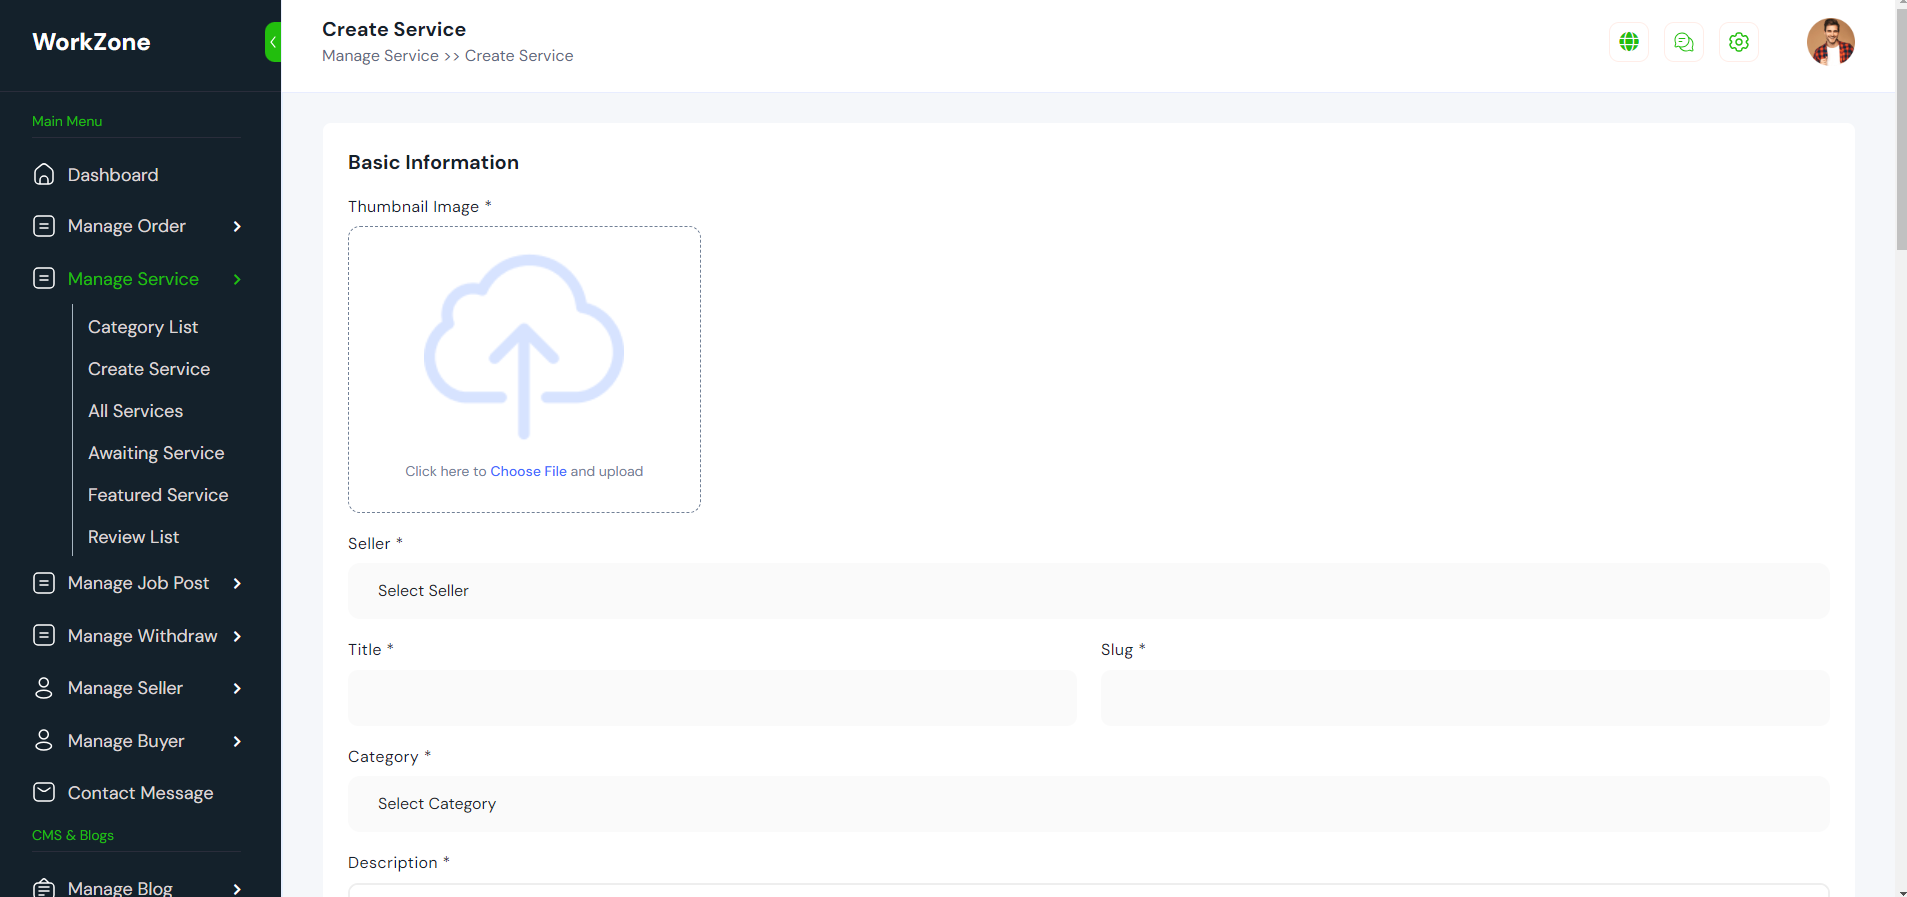 WorkZone
Main Menu
Dashboard
Manage Order
Manage Service
Category List
Create Service
All Services
Awaiting Service
Featured Service
Review List
Manage Job Post
Manage Withdraw
Manage Seller
Manage Buyer
Contact Message
CMS & Blogs
Manage Blog
Create Service
Manage Service >> Create Service
Basic Information
Thumbnail Image *
Click here to Choose File and upload
Seller *
Select Seller
Title *
Slug *
Category *
Select Category
Description *